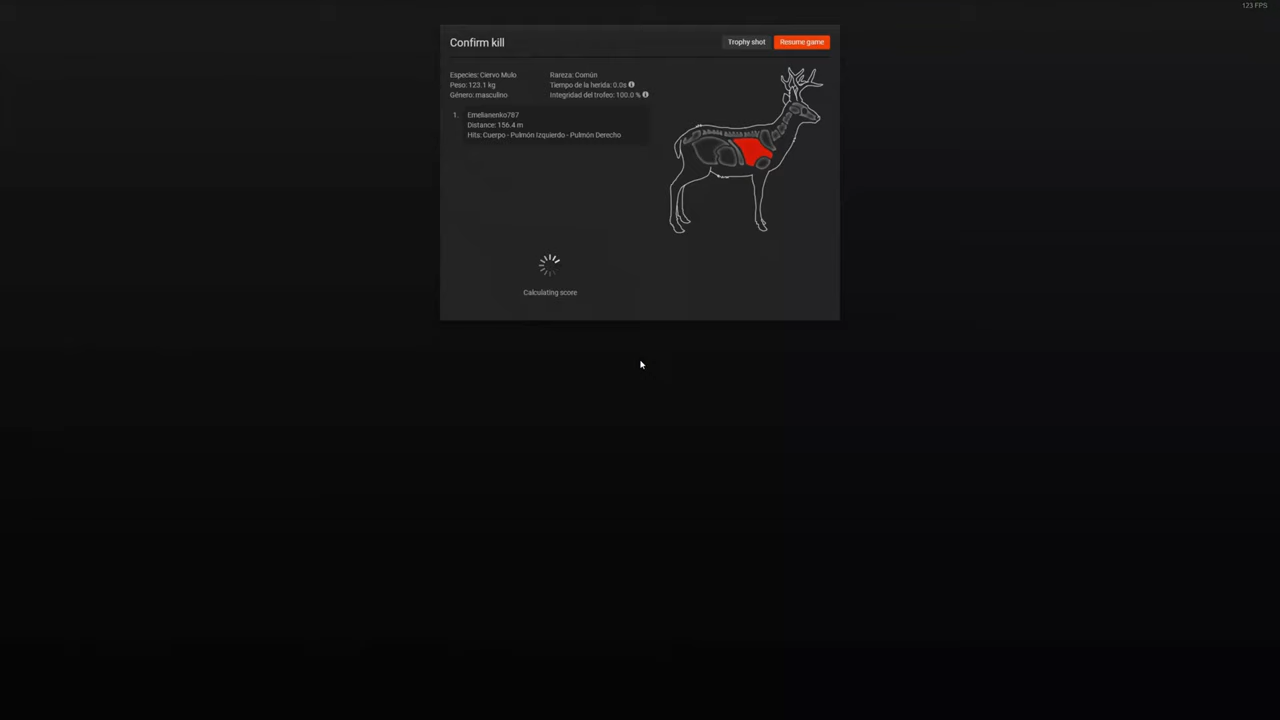 123 FPS
Confirm kill
Trophy shot
Resume game
Especies: Ciervo Mulo
Rareza: Común
Peso: 123.1 kg
Tiempo de la herida: 0.0s
Género: masculino
Integridad del trofeo: 100.0 %
1. Emelianenko787
Distance: 156.4 m
Hits: Cuerpo - Pulmón Izquierdo - Pulmón Derecho
Calculating score